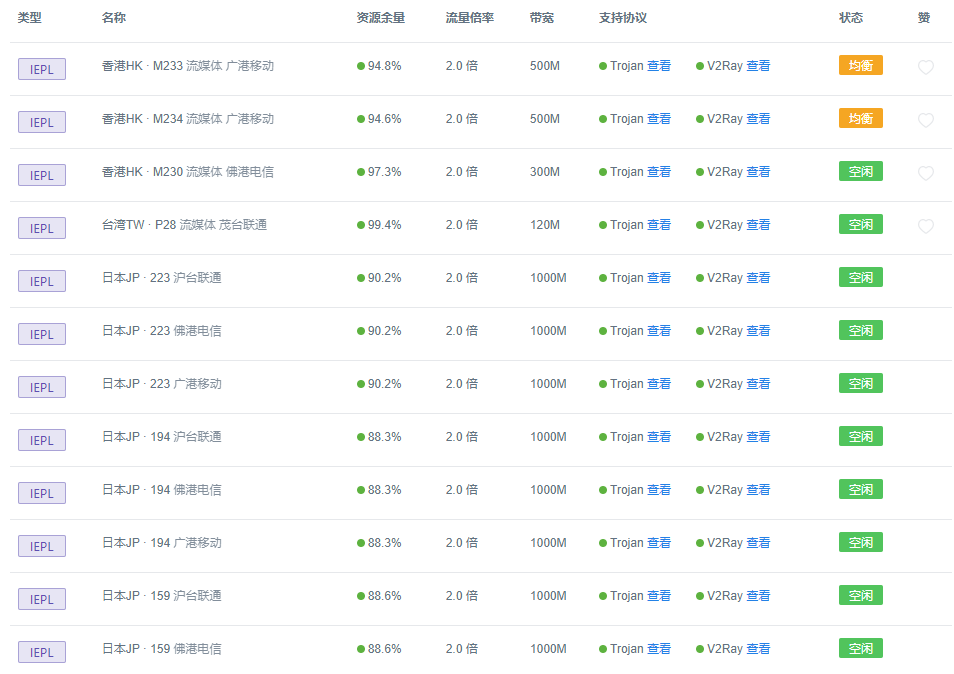 类型 名称 资源余量 流量倍率 带宽 支持协议 状态 赞
IEPL 香港HK · M233 流媒体 广港移动 94.8% 2.0 倍 500M Trojan 查看 V2Ray 查看 均衡
IEPL 香港HK · M234 流媒体 广港移动 94.6% 2.0 倍 500M Trojan 查看 V2Ray 查看 均衡
IEPL 香港HK · M230 流媒体 佛港电信 97.3% 2.0 倍 300M Trojan 查看 V2Ray 查看 空闲
IEPL 台湾TW · P28 流媒体 茂台联通 99.4% 2.0 倍 120M Trojan 查看 V2Ray 查看 空闲
IEPL 日本JP · 223 沪台联通 90.2% 2.0 倍 1000M Trojan 查看 V2Ray 查看 空闲
IEPL 日本JP · 223 佛港电信 90.2% 2.0 倍 1000M Trojan 查看 V2Ray 查看 空闲
IEPL 日本JP · 223 广港移动 90.2% 2.0 倍 1000M Trojan 查看 V2Ray 查看 空闲
IEPL 日本JP · 194 沪台联通 88.3% 2.0 倍 1000M Trojan 查看 V2Ray 查看 空闲
IEPL 日本JP · 194 佛港电信 88.3% 2.0 倍 1000M Trojan 查看 V2Ray 查看 空闲
IEPL 日本JP · 194 广港移动 88.3% 2.0 倍 1000M Trojan 查看 V2Ray 查看 空闲
IEPL 日本JP · 159 沪台联通 88.6% 2.0 倍 1000M Trojan 查看 V2Ray 查看 空闲
IEPL 日本JP · 159 佛港电信 88.6% 2.0 倍 1000M Trojan 查看 V2Ray 查看 空闲